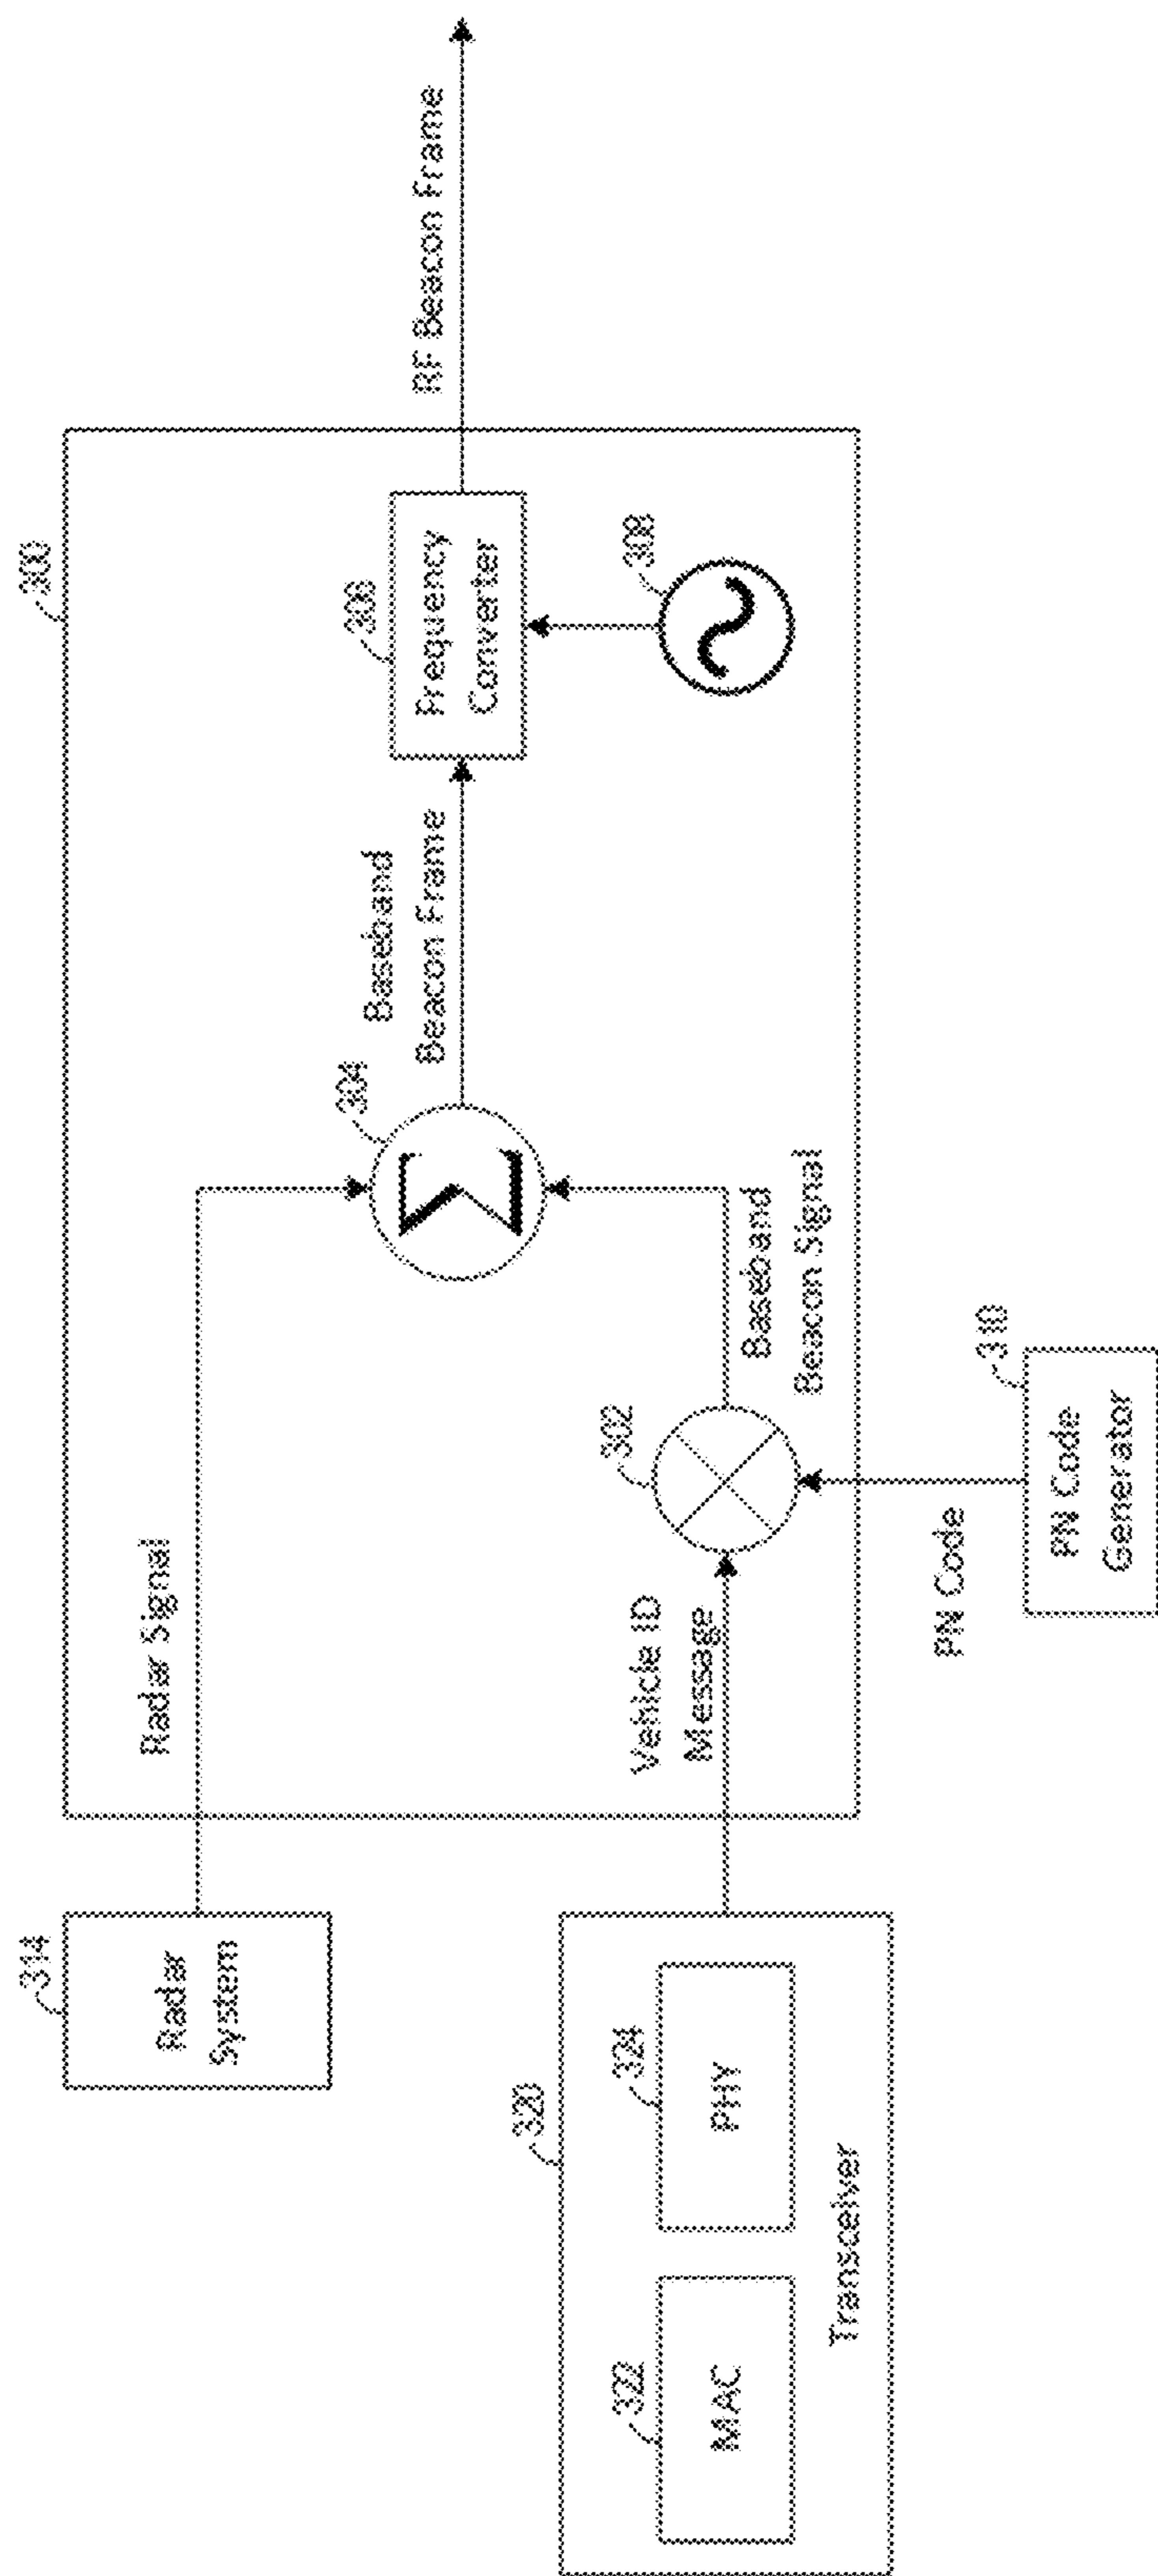 300
314
Radar
System
Radar Signal
304
Baseband
Beacon Frame
306
Frequency
Converter
RF Beacon Frame
308
320
322
MAC
324
PHY
Transceiver
Vehicle ID
Message
302
Baseband
Beacon Signal
PN Code
310
PN Code
Generator